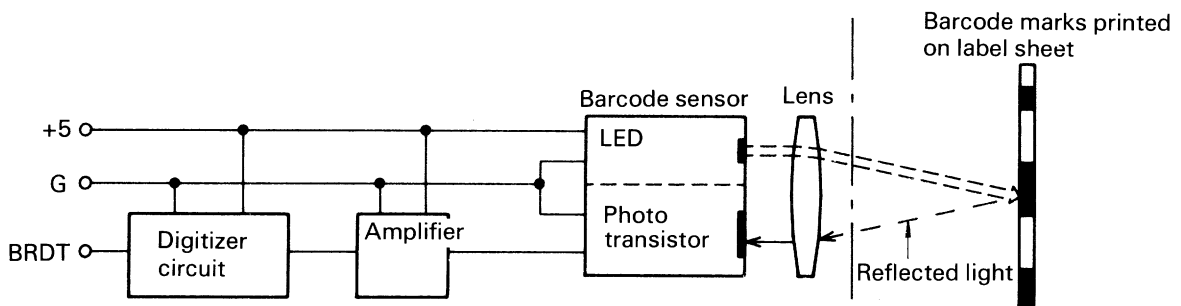 Barcode marks printed
on label sheet
Barcode sensor
Lens
+5
LED
G
Photo
transistor
Amplifier
Digitizer
circuit
BRDT
Reflected light